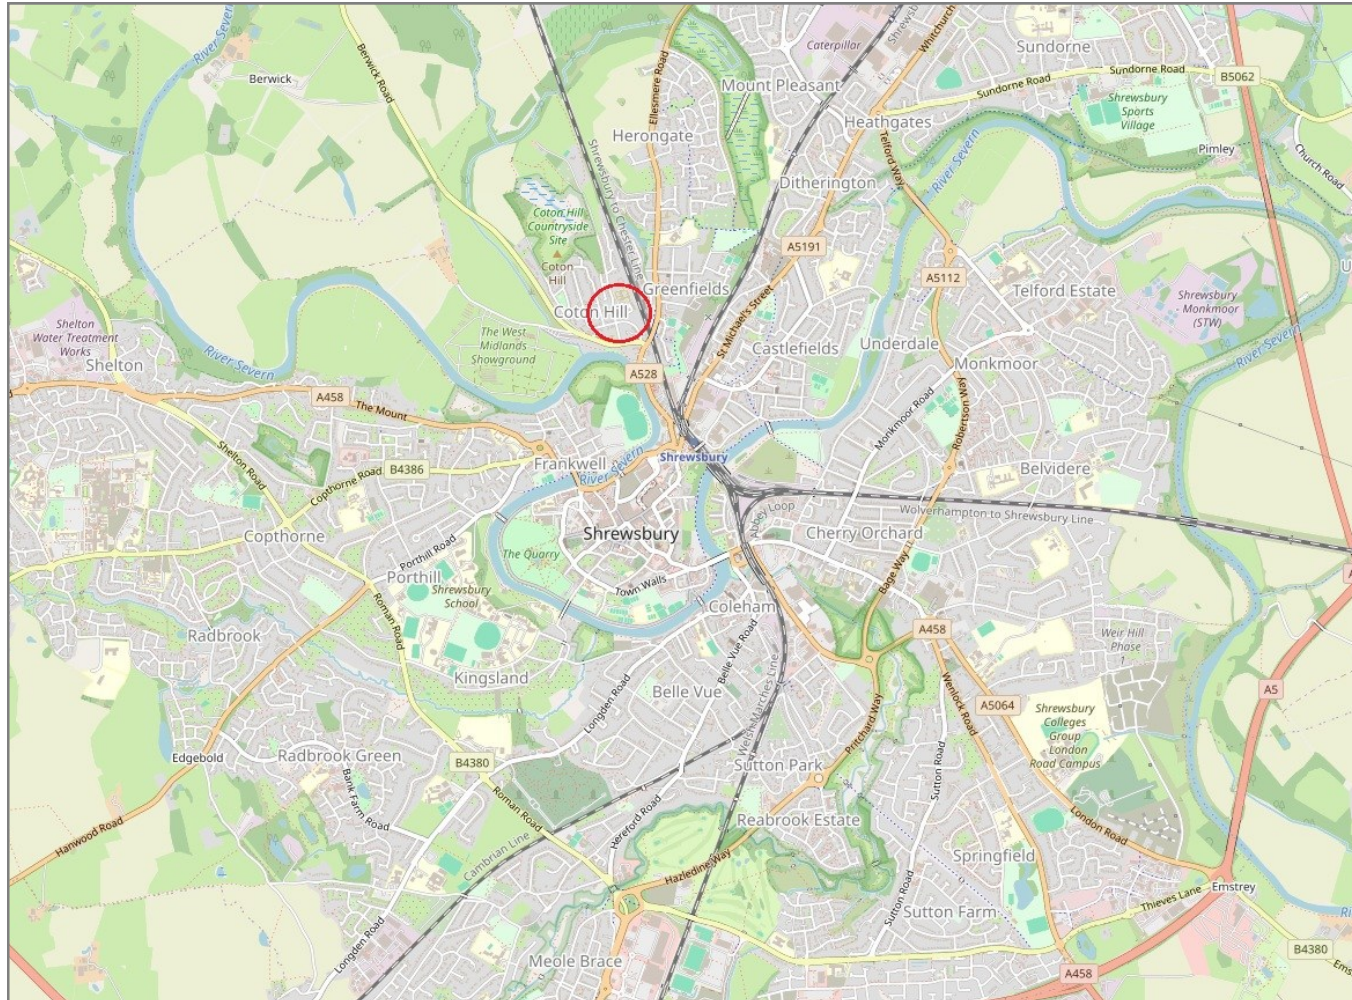 River Severn
Berwick
Berwick Road
Ellesmere Road
Caterpillar
Shrewsbu
Whitchurch
Sundorne
Sundorne Road
Sundorne Road
B5062
Mount Pleasant
Shrewsbury
Sports
Village
Heathgates
Herongate
Telford Way
River Severn
Pimley
Church Road
Shrewsbury to Chester Line
Ditherington
Coton Hill
Countryside
Site
Coton
Hill
A5191
A5112
Greenfields
Telford Estate
Coton Hill
Shrewsbury
Monkmoor
(STW)
Shelton
Water Treatment
Works
Shelton
River Severn
The West
Midlands
Showground
St Michael's Street
Castlefields
Underdale
Monkmoor
River Severn
A528
A458
The Mount
Monkmoor Road
Robertson Way
Shelton Road
Copthorne Road
B4386
Frankwell
River Severn
Shrewsbury
Belvidere
Abbey Loop
Wolverhampton to Shrewsbury Line
Copthorne
Porthill Road
Shrewsbury
Cherry Orchard
The Quarry
Porthill
Shrewsbury
School
Town Walls
Bage Way
Coleham
Roman Road
Radbrook
A458
Weir Hill
Phase
1
Belle Vue Road
Kingsland
Longden Road
Belle Vue
Welsh Marches Line
Wenlock Road
A5
A5064
Pritchard Way
Shrewsbury
Colleges
Group
London
Road Campus
Edgebold
Radbrook Green
B4380
Sutton Park
Sutton Road
Bank Farm Road
Roman Road
Hereford Road
Reabrook Estate
London Road
Hanwood Road
Cambrian Line
Hazledine Way
Springfield
Emstrey
Thieves Lane
Sutton Road
Sutton Farm
River
Longden Road
Meole Brace
B4380
Ems
A458